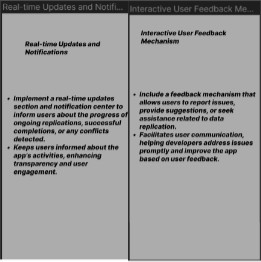 Real-time Updates and Notifi...
Real-time Updates and
Notifications
• Implement a real-time updates
section and notification center to
inform users about the progress of
ongoing replications, successful
completions, or any conflicts
detected.
• Keeps users informed about the
app's activities, enhancing
transparency and user
engagement.
Interactive User Feedback Me...
Interactive User Feedback
Mechanism
• Include a feedback mechanism that
allows users to report issues,
provide suggestions, or seek
assistance related to data
replication.
• Facilitates user communication,
helping developers address issues
promptly and improve the app
based on user feedback.